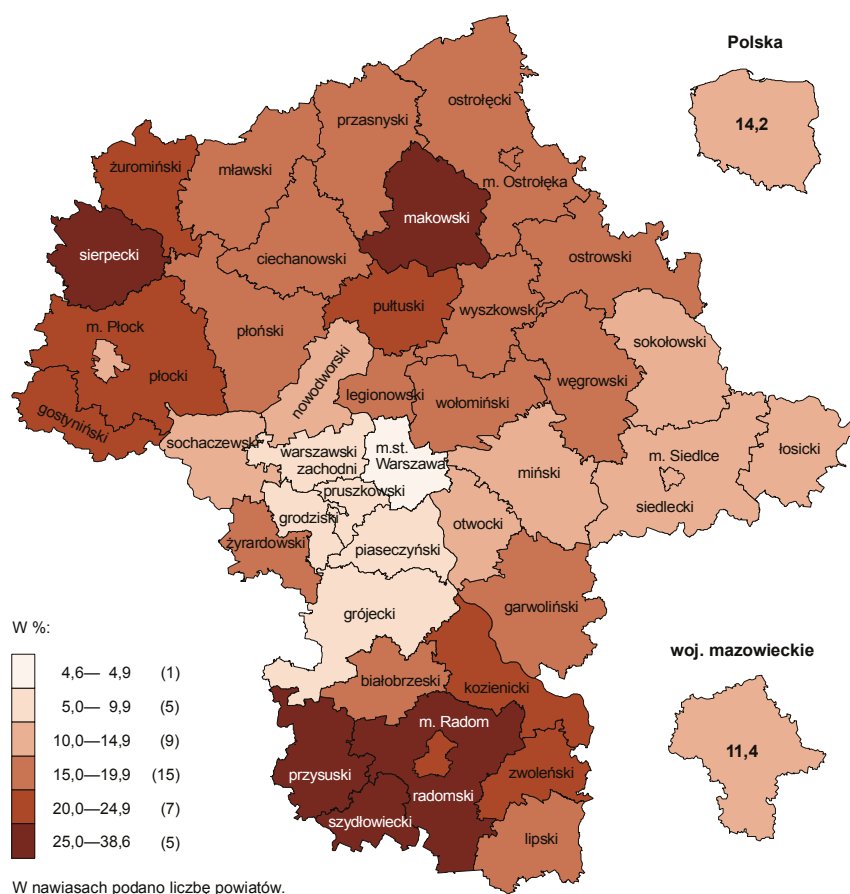 Polska
14,2
ostrołęcki
przasnyski
żuromiński
mławski
m. Ostrołęka
makowski
sierpecki
ciechanowski
ostrowski
pułtuski
wyszkowski
m. Płock
płoński
sokołowski
płocki
nowodworski
legionowski
węgrowski
wołomiński
gostyniński
sochaczewski
warszawski
zachodni
m.st.
Warszawa
m. Siedlce
łosicki
miński
pruszkowski
siedlecki
grodziski
otwocki
żyrardowski
piaseczyński
garwoliński
grójecki
W %:
4,6— 4,9 (1)
5,0— 9,9 (5)
10,0—14,9 (9)
15,0—19,9 (15)
20,0—24,9 (7)
25,0—38,6 (5)
woj. mazowieckie
11,4
białobrzeski
kozienicki
m. Radom
przysuski
zwoleński
radomski
szydłowiecki
lipski
W nawiasach podano liczbę powiatów.